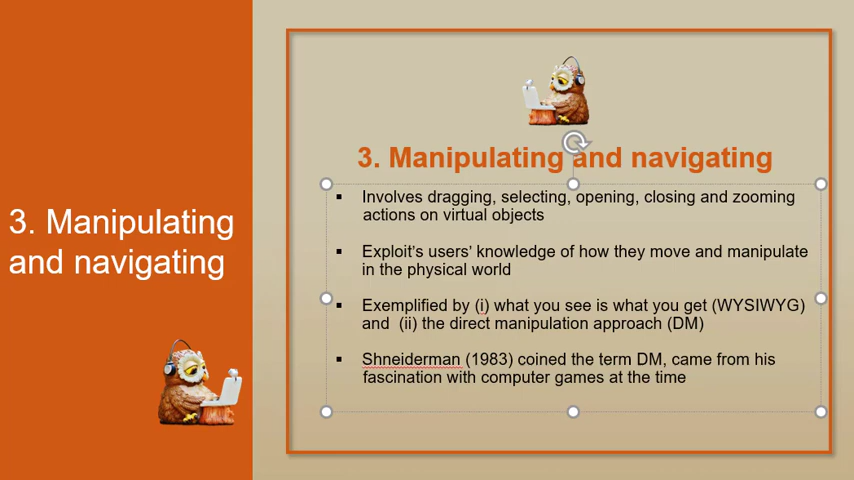 3. Manipulating
and navigating
3. Manipulating and navigating
▪ Involves dragging, selecting, opening, closing and zooming
actions on virtual objects
▪ Exploit's users' knowledge of how they move and manipulate
in the physical world
▪ Exemplified by (i) what you see is what you get (WYSIWYG)
and (ii) the direct manipulation approach (DM)
▪ Shneiderman (1983) coined the term DM, came from his
fascination with computer games at the time